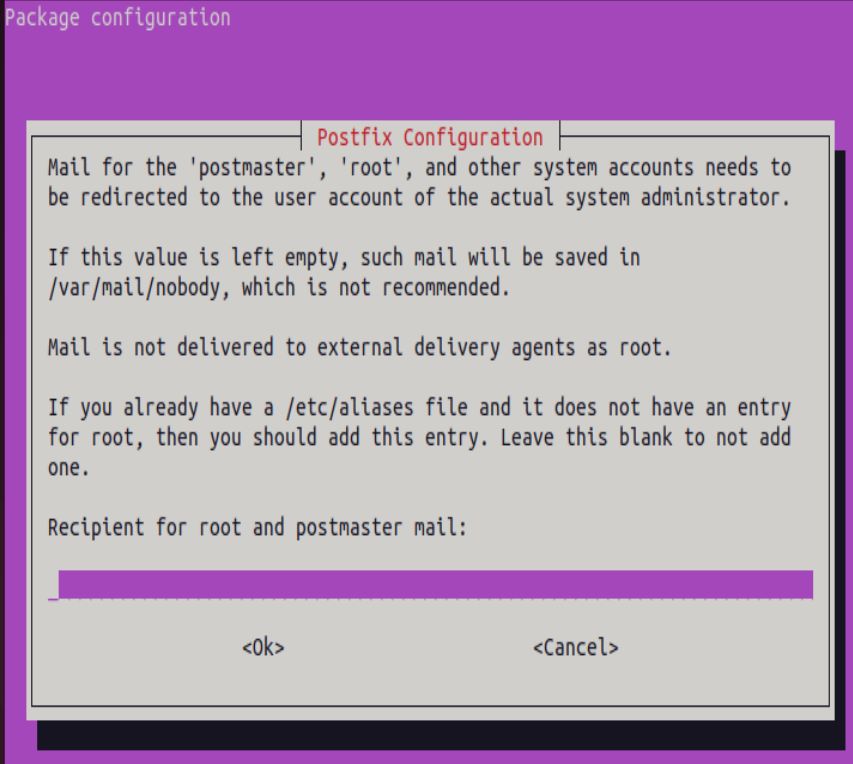 Package configuration
Postfix Configuration
Mail for the 'postmaster', 'root', and other system accounts needs to
be redirected to the user account of the actual system administrator.
If this value is left empty, such mail will be saved in
/var/mail/nobody, which is not recommended.
Mail is not delivered to external delivery agents as root.
If you already have a /etc/aliases file and it does not have an entry
for root, then you should add this entry. Leave this blank to not add
one.
Recipient for root and postmaster mail:
<Ok> <Cancel>